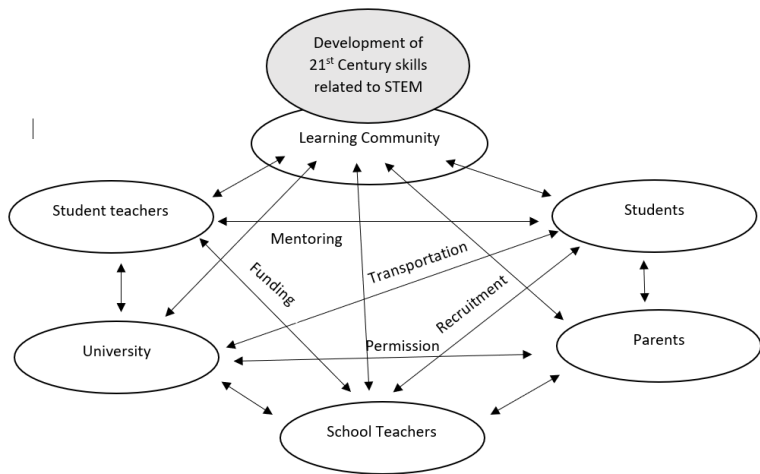 Development of
21st Century skills
related to STEM
Learning Community
Student teachers
Students
Mentoring
Transportation
Funding
Recruitment
University
Permission
Parents
School Teachers